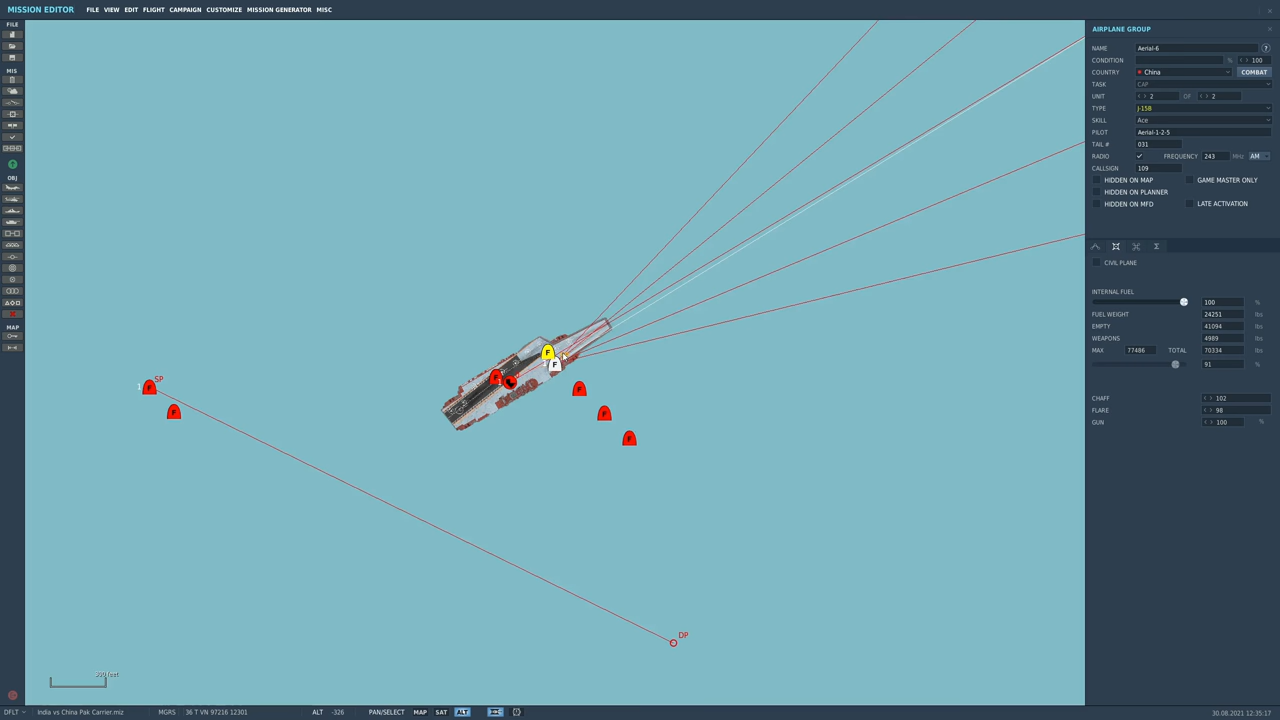 MISSION EDITOR FILE VIEW EDIT FLIGHT CAMPAIGN CUSTOMIZE MISSION GENERATOR MISC
FILE
MIS
OBJ
MAP
SP
1
F
F
F
F
F
F
F
F
DP
300 feet
AIRPLANE GROUP
NAME Aerial-6 ?
CONDITION % < > 100
COUNTRY China COMBAT
TASK CAP
UNIT < > 2 OF < > 2
TYPE J-15B
SKILL Ace
PILOT Aerial-1-2-5
TAIL # 031
RADIO FREQUENCY 243 MHz AM
CALLSIGN 109
HIDDEN ON MAP GAME MASTER ONLY
HIDDEN ON PLANNER
HIDDEN ON MFD LATE ACTIVATION
CIVIL PLANE
INTERNAL FUEL
100 %
FUEL WEIGHT 24251 lbs
EMPTY 41094 lbs
WEAPONS 4989 lbs
MAX 77486 TOTAL 70334 lbs
91 %
CHAFF < > 102
FLARE < > 98
GUN < > 100 %
DFLT India vs China Pak Carrier.miz MGRS 36 T VN 97216 12301 ALT -326 PAN/SELECT MAP SAT ALT 30.08.2021 12:35:17